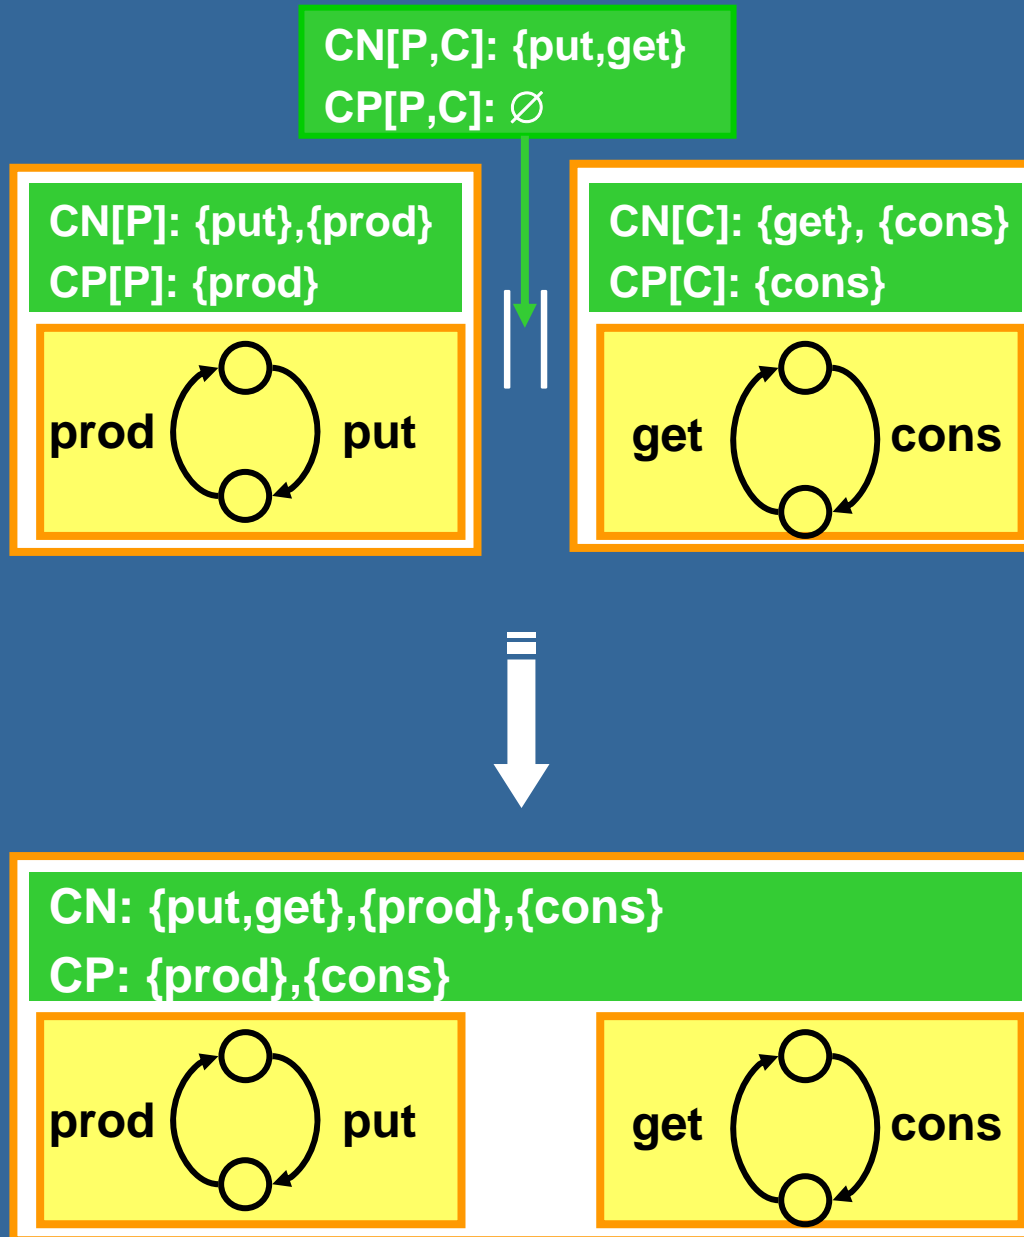 CN[P,C]: {put,get}
CP[P,C]: ∅
CN[P]: {put},{prod}
CP[P]: {prod}
CN[C]: {get}, {cons}
CP[C]: {cons}
prod put
get cons
CN: {put,get},{prod},{cons}
CP: {prod},{cons}
prod put
get cons